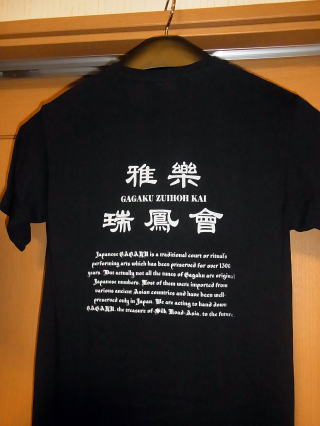 雅樂
GAGAKU ZUIHOH KAI
瑞鳳會
Japanese GAGAKU is a traditional court or rituals
performing arts which has been preserved for over 1300
years. But actually not all the tunes of Gagaku are original
Japanese numbers. Most of them were imported from
various ancient Asian countries and have been well-
preserved only in Japan. We are acting to hand down
GAGAKU, the treasure of Silk Road-Asia, to the future.